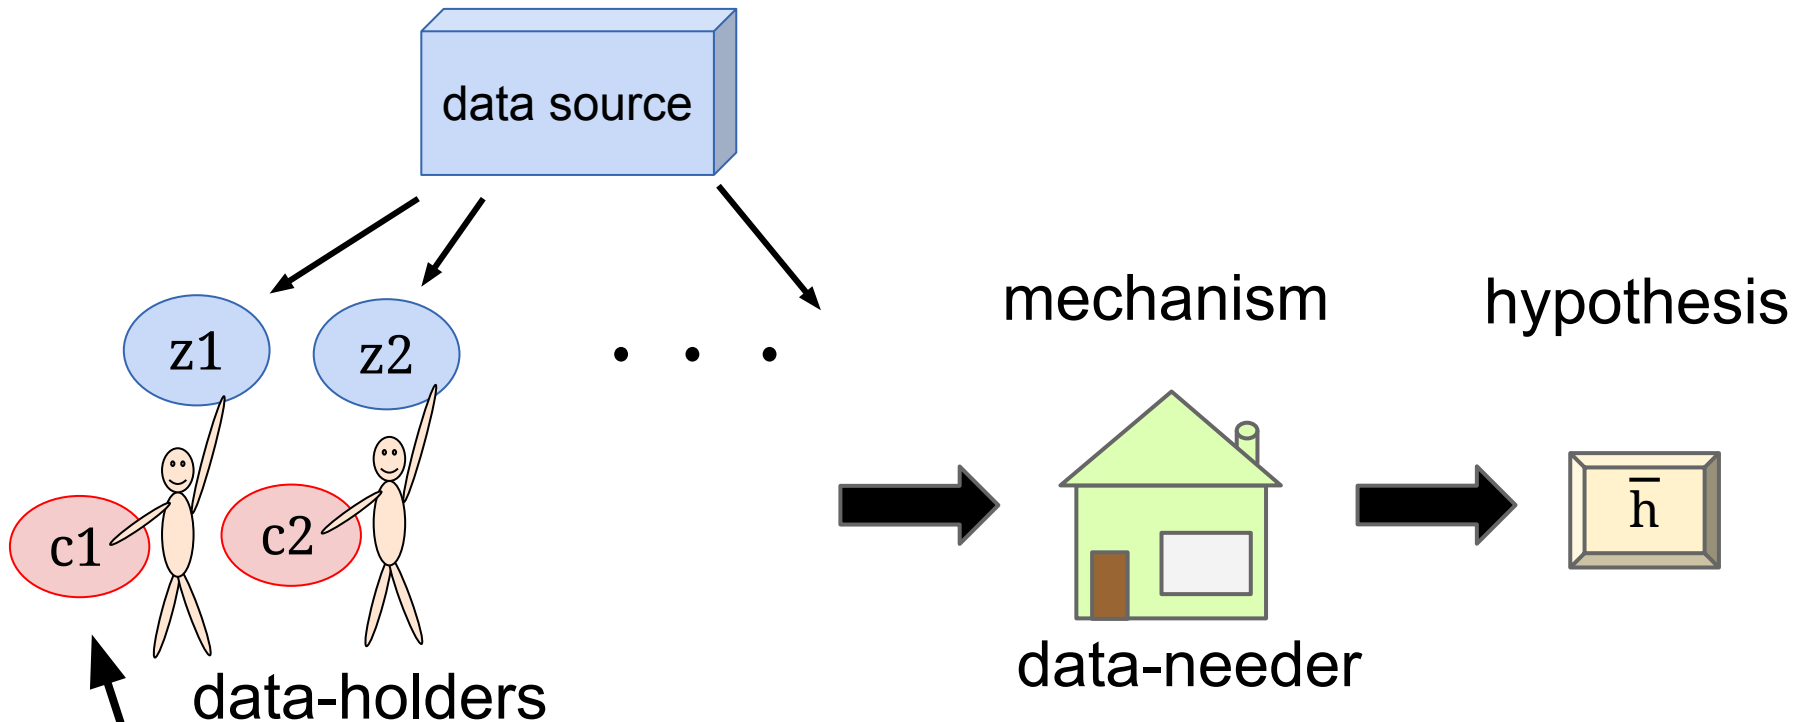 data source
mechanism
hypothesis
z1
z2
. . .
c1
c2
h̅
data-needer
data-holders